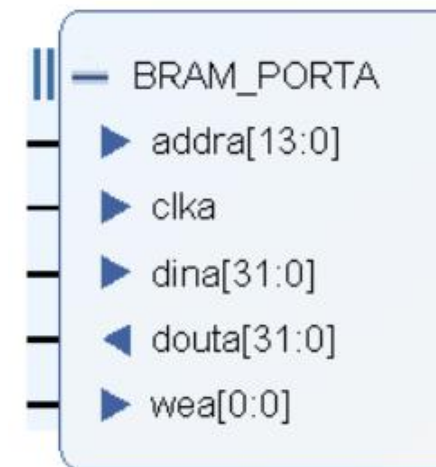 BRAM_PORTA
addra[13:0]
clka
dina[31:0]
douta[31:0]
wea[0:0]